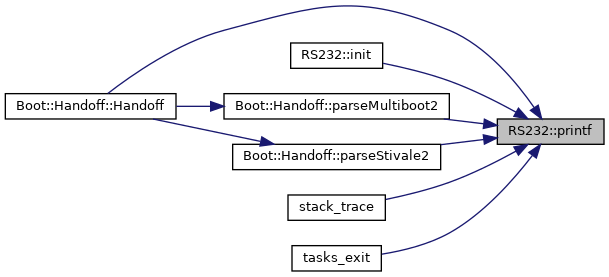 RS232::init
Boot::Handoff::Handoff
Boot::Handoff::parseMultiboot2
RS232::printf
Boot::Handoff::parseStivale2
stack_trace
tasks_exit